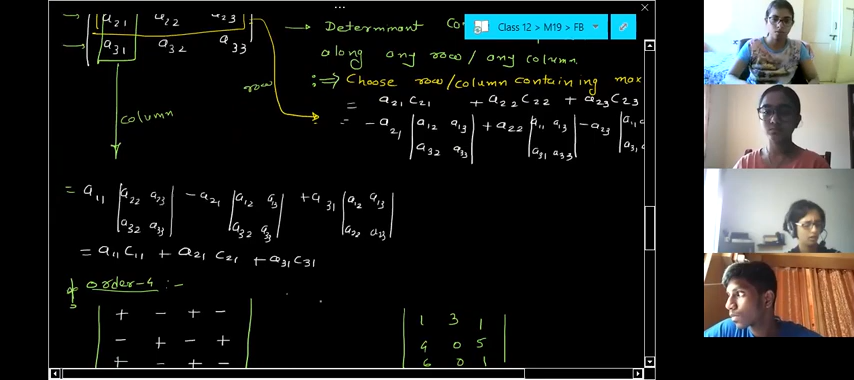 → | a21 a22 a23
→ a31 a32 a33 |
→ Determinant
Class 12 > M19 > FB
along any row / any column.
:⇒ Choose row/column containing max
row
= a21 C21 + a22 C22 + a23 C23
column
= -a21 | a12 a13 | + a22 | a11 a13 | - a23 | a11
| a32 a33 | | a31 a33 | | a31
= a11 | a22 a23 | - a21 | a12 a13 | + a31 | a12 a13 |
| a32 a33 | | a32 a33 | | a22 a23 |
= a11 C11 + a21 C21 + a31 C31
of order-4 :-
| + - + - |
| - + - + |
| + - + - |
| 1 3 1 |
| 4 0 5 |
| 6 0 1 |